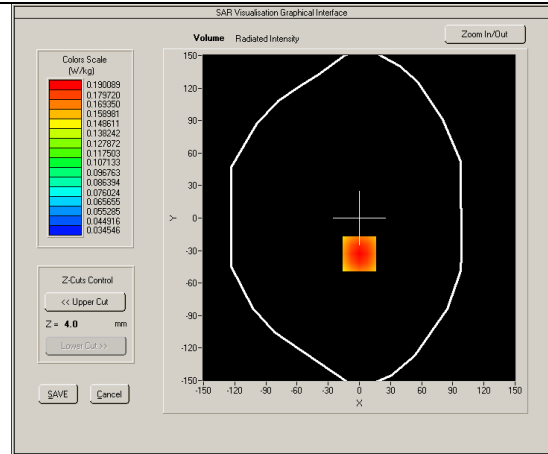 SAR Visualisation Graphical Interface
Volume Radiated Intensity
Zoom In/Out
Colors Scale
(W/kg)
0.190089
0.179720
0.169350
0.158981
0.148611
0.138242
0.127872
0.117503
0.107133
0.096763
0.086394
0.076024
0.065655
0.055285
0.044916
0.034546
Z-Cuts Control
<< Upper Cut
Z = 4.0 mm
Lower Cut >>
SAVE Cancel
150
120
90
60
30
0
-30
-60
-90
-120
-150
Y
-150 -120 -90 -60 -30 0 30 60 90 120 150
X